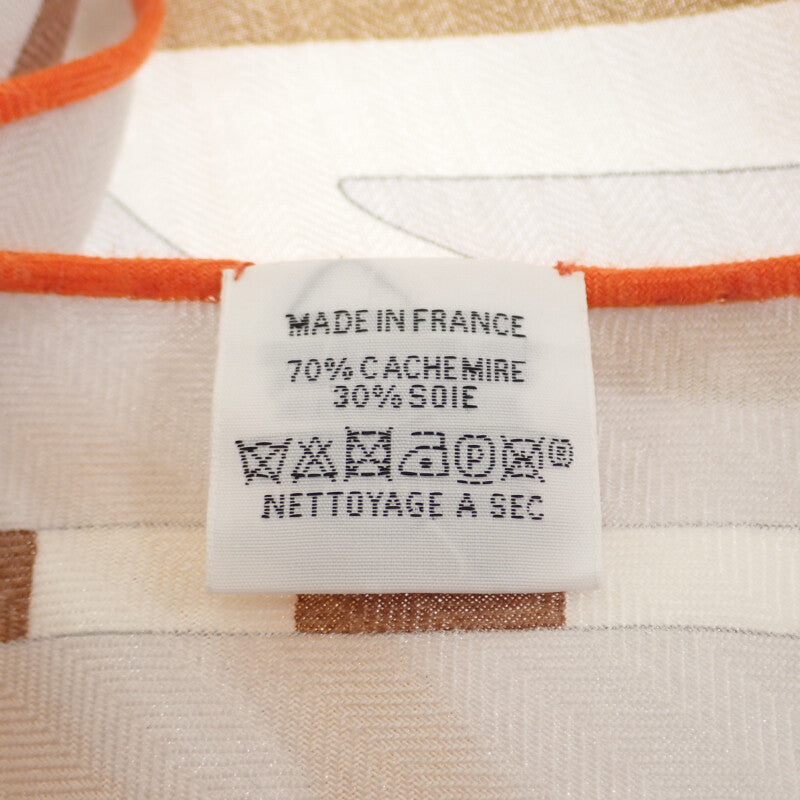 MADE IN FRANCE
70% CACHEMIRE
30% SOIE
P ®
NETTOYAGE A SEC